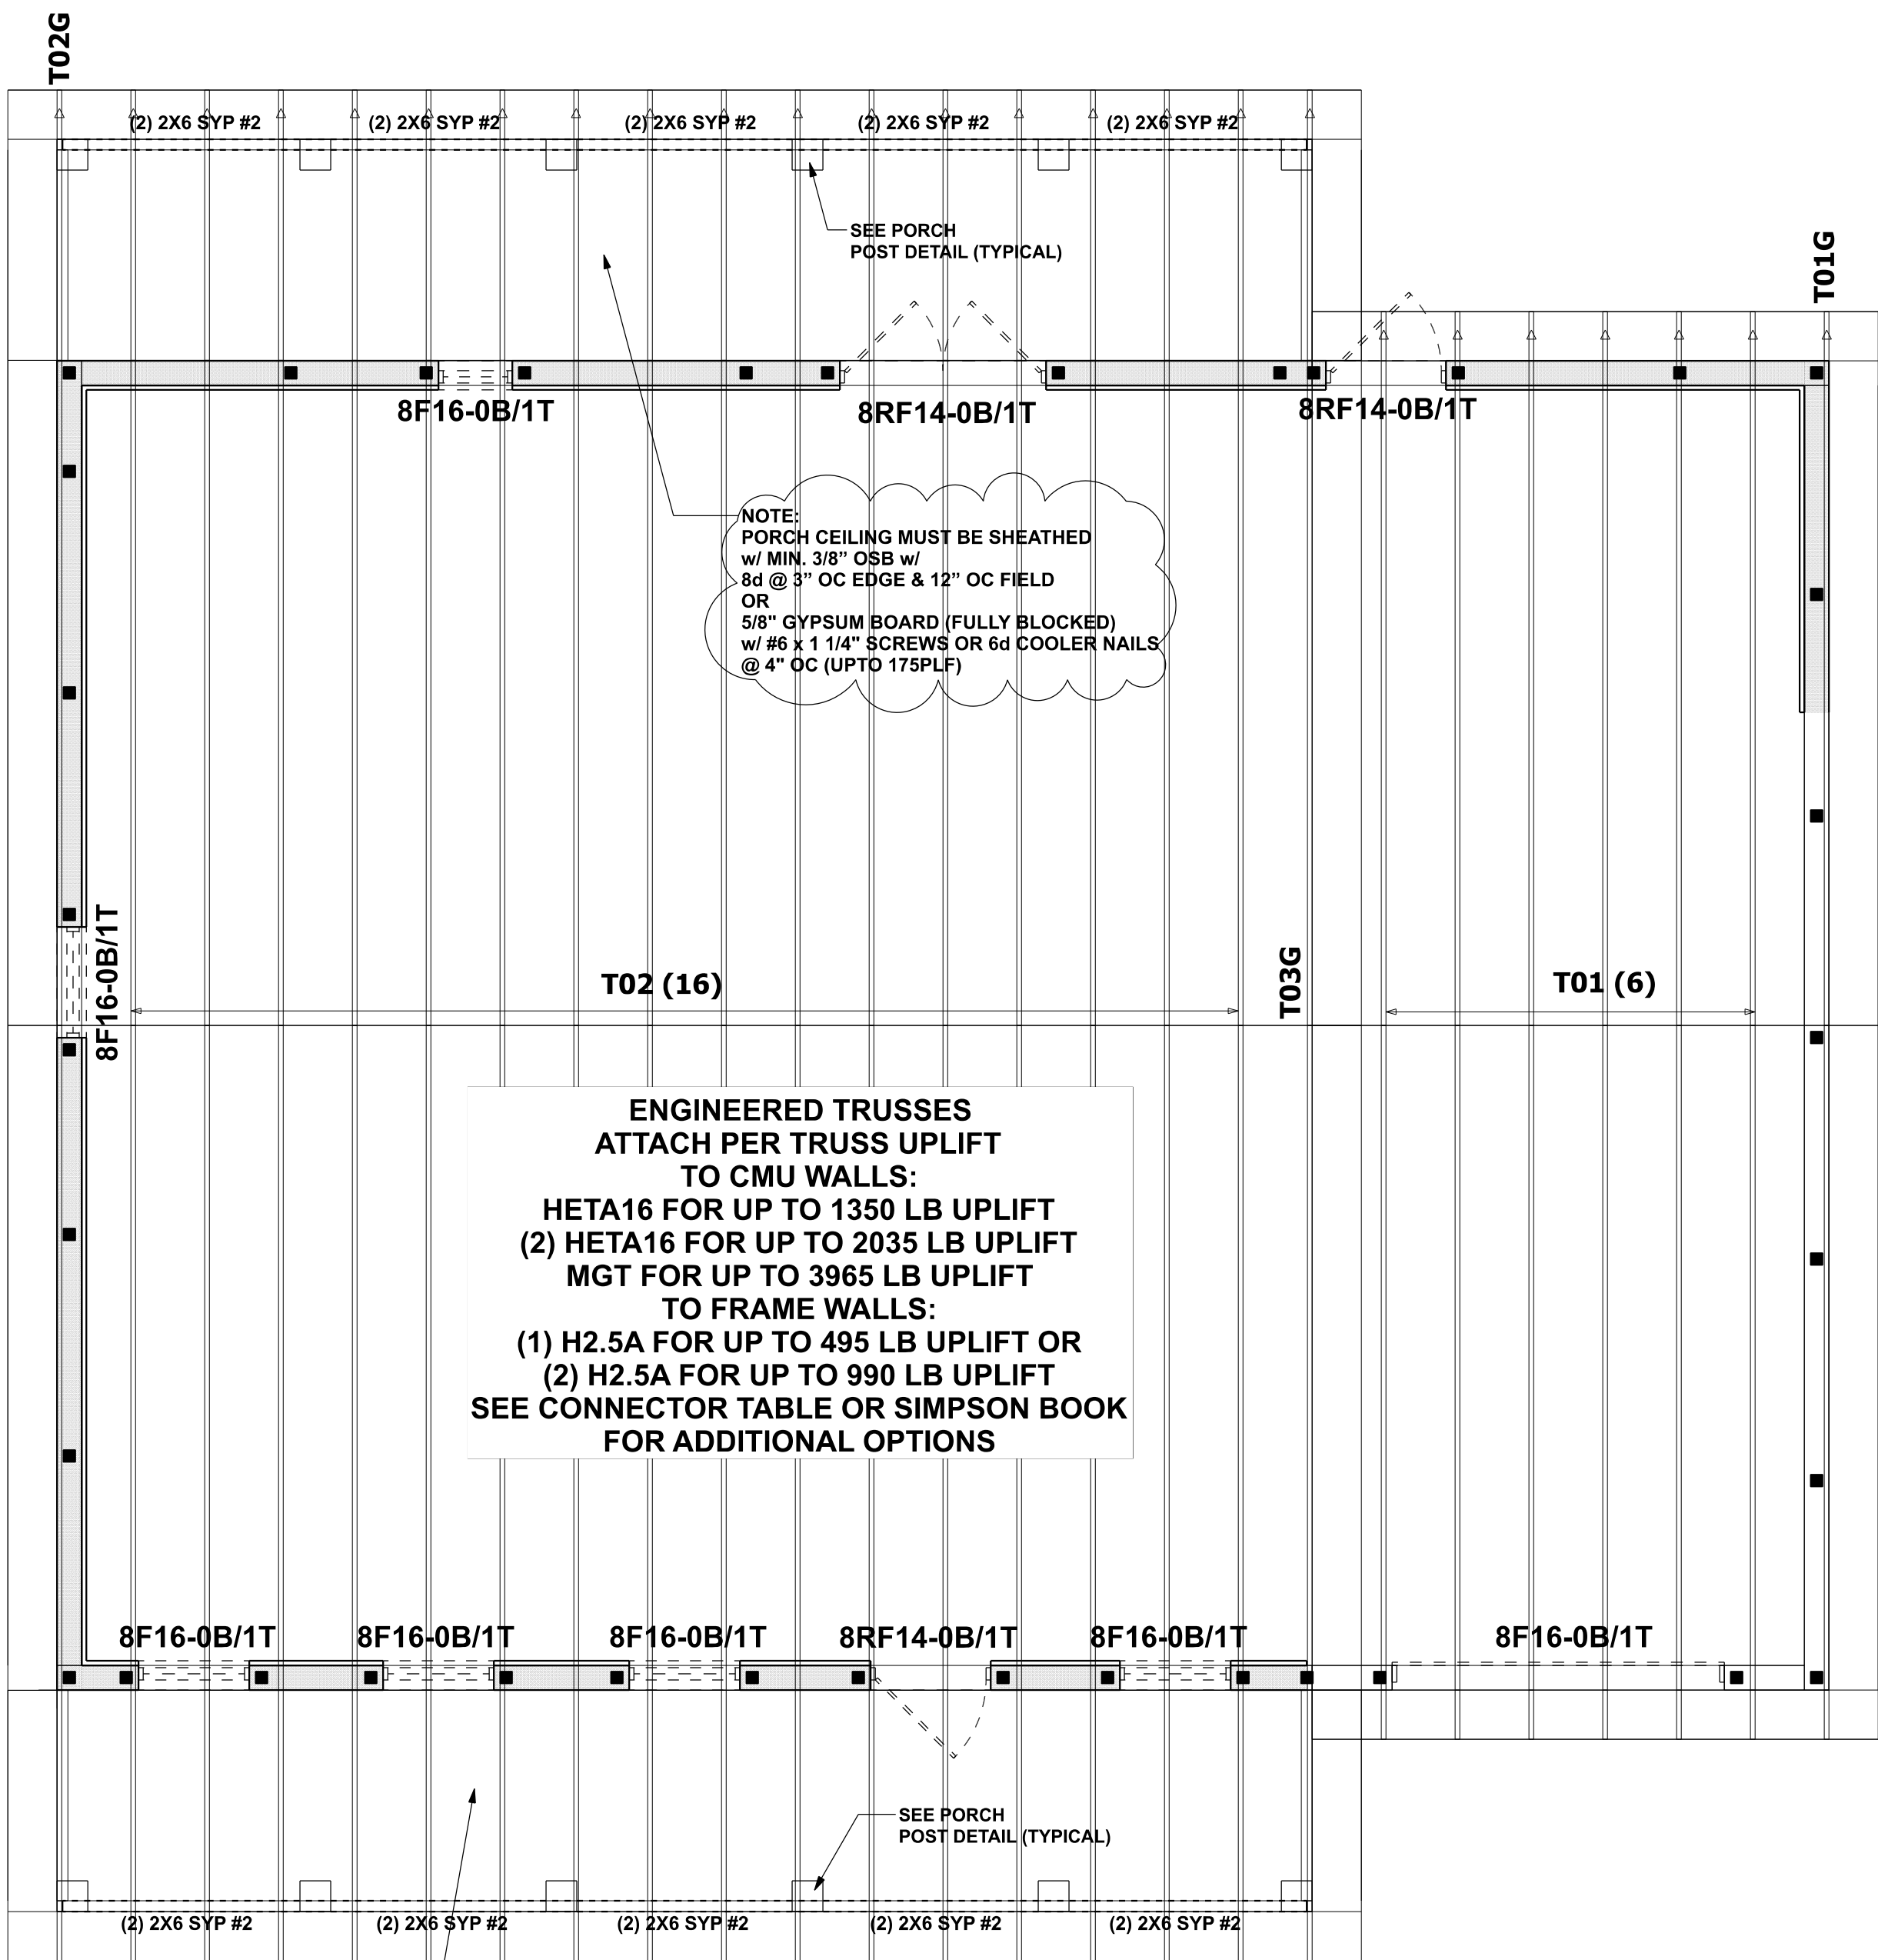 T02G
(2) 2X6 SYP #2
(2) 2X6 SYP #2
(2) 2X6 SYP #2
(2) 2X6 SYP #2
(2) 2X6 SYP #2
SEE PORCH
POST DETAIL (TYPICAL)
T01G
8F16-0B/1T
8RF14-0B/1T
8RF14-0B/1T
NOTE:
PORCH CEILING MUST BE SHEATHED
w/ MIN. 3/8” OSB w/
8d @ 3” OC EDGE & 12” OC FIELD
OR
5/8" GYPSUM BOARD (FULLY BLOCKED)
w/ #6 x 1 1/4" SCREWS OR 6d COOLER NAILS
@ 4" OC (UPTO 175PLF)
8F16-0B/1T
T02 (16)
T03G
T01 (6)
ENGINEERED TRUSSES
ATTACH PER TRUSS UPLIFT
TO CMU WALLS:
HETA16 FOR UP TO 1350 LB UPLIFT
(2) HETA16 FOR UP TO 2035 LB UPLIFT
MGT FOR UP TO 3965 LB UPLIFT
TO FRAME WALLS:
(1) H2.5A FOR UP TO 495 LB UPLIFT OR
(2) H2.5A FOR UP TO 990 LB UPLIFT
SEE CONNECTOR TABLE OR SIMPSON BOOK
FOR ADDITIONAL OPTIONS
8F16-0B/1T
8F16-0B/1T
8F16-0B/1T
8RF14-0B/1T
8F16-0B/1T
8F16-0B/1T
SEE PORCH
POST DETAIL (TYPICAL)
(2) 2X6 SYP #2
(2) 2X6 SYP #2
(2) 2X6 SYP #2
(2) 2X6 SYP #2
(2) 2X6 SYP #2